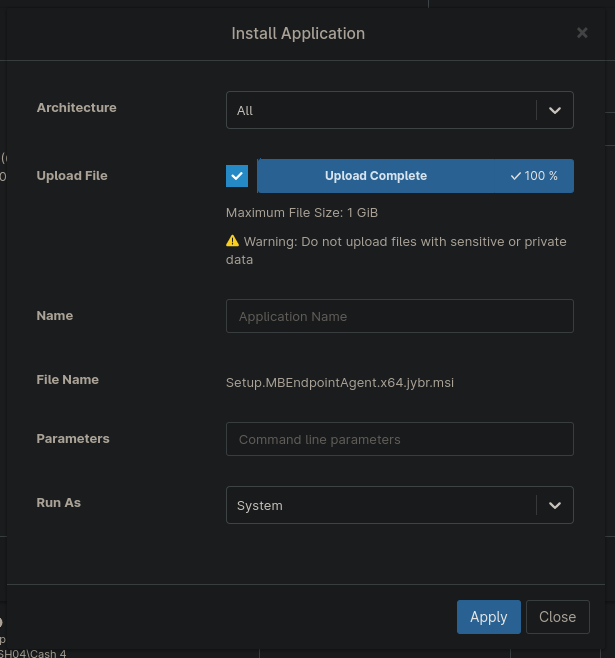 Install Application
×
Architecture
All
Upload File
Upload Complete
✓ 100 %
Maximum File Size: 1 GiB
⚠ Warning: Do not upload files with sensitive or private
data
Name
Application Name
File Name
Setup.MBEndpointAgent.x64.jybr.msi
Parameters
Command line parameters
Run As
System
Apply
Close
SH04\Cash 4